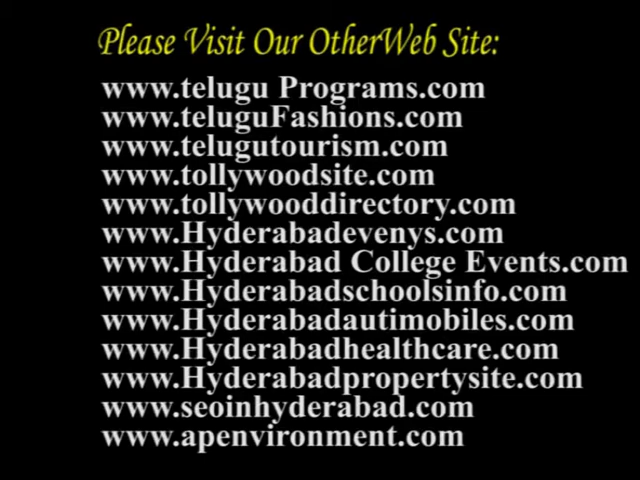 Please Visit Our OtherWeb Site:
www.telugu Programs.com
www.teluguFashions.com
www.telugutourism.com
www.tollywoodsite.com
www.tollywooddirectory.com
www.Hyderabadevenys.com
www.Hyderabad College Events.com
www.Hyderabadschoolsinfo.com
www.Hyderabadautimobiles.com
www.Hyderabadhealthcare.com
www.Hyderabadpropertysite.com
www.seoinhyderabad.com
www.apenvironment.com